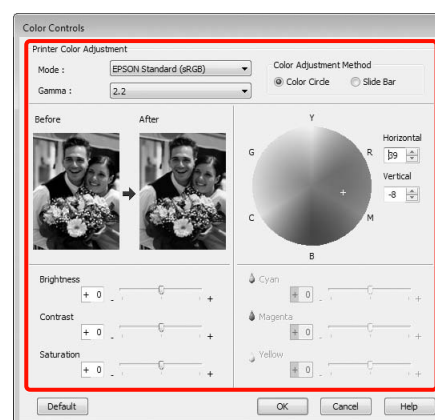 Color Controls
Printer Color Adjustment
Mode : EPSON Standard (sRGB)
Gamma : 2.2
Color Adjustment Method
Color Circle Slide Bar
Before After
Y
G R
C M
B
Horizontal
39
Vertical
-8
Brightness
+ 0 - +
Contrast
+ 0 - +
Saturation
+ 0 - +
Cyan
+ 0 - +
Magenta
+ 0 - +
Yellow
+ 0 - +
Default OK Cancel Help